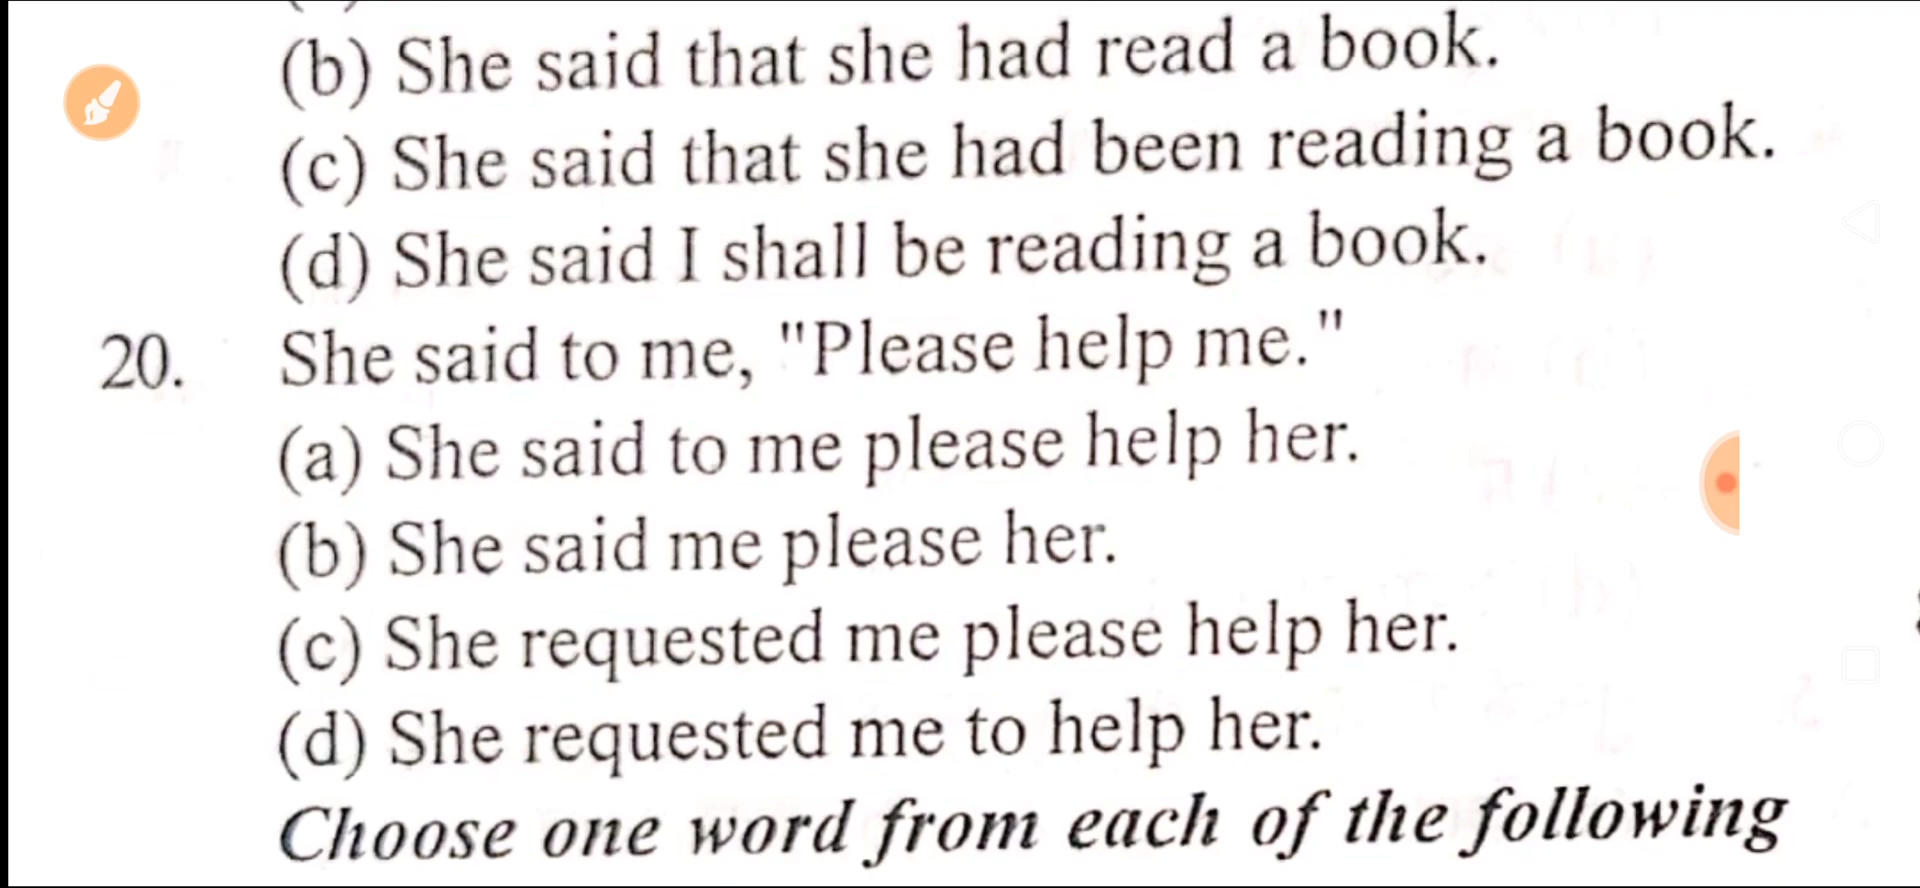 (b) She said that she had read a book.
(c) She said that she had been reading a book.
(d) She said I shall be reading a book.
20. She said to me, "Please help me."
(a) She said to me please help her.
(b) She said me please her.
(c) She requested me please help her.
(d) She requested me to help her.
Choose one word from each of the following